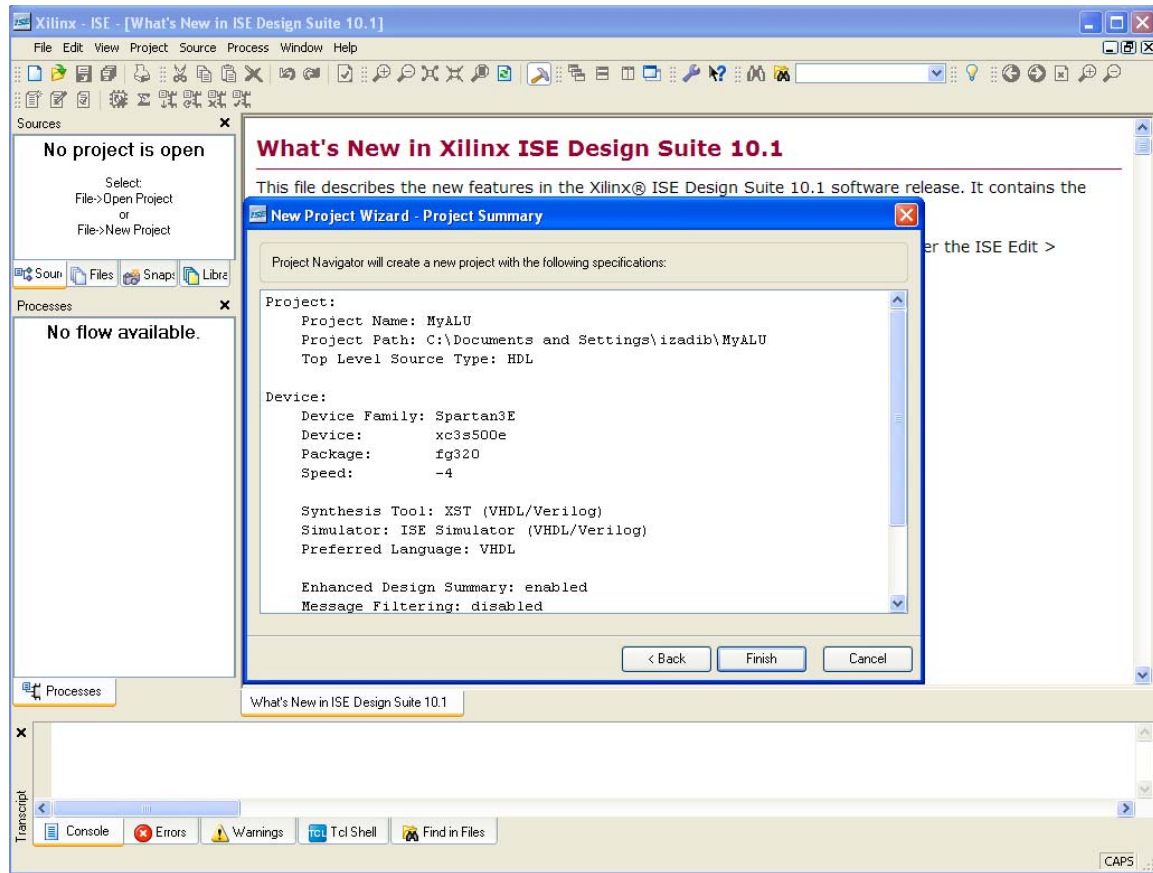 Xilinx - ISE - [What's New in ISE Design Suite 10.1]
File Edit View Project Source Process Window Help
Sources
No project is open
Select:
File->Open Project
or
File->New Project
Sour Files Snaps Libra
Processes
No flow available.
Processes
What's New in Xilinx ISE Design Suite 10.1
This file describes the new features in the Xilinx® ISE Design Suite 10.1 software release. It contains the
er the ISE Edit >
New Project Wizard - Project Summary
Project Navigator will create a new project with the following specifications:
Project:
Project Name: MyALU
Project Path: C:\Documents and Settings\izadib\MyALU
Top Level Source Type: HDL
Device:
Device Family: Spartan3E
Device: xc3s500e
Package: fg320
Speed: -4
Synthesis Tool: XST (VHDL/Verilog)
Simulator: ISE Simulator (VHDL/Verilog)
Preferred Language: VHDL
Enhanced Design Summary: enabled
Message Filtering: disabled
< Back Finish Cancel
What's New in ISE Design Suite 10.1
Transcript
Console Errors Warnings Tcl Shell Find in Files
CAPS